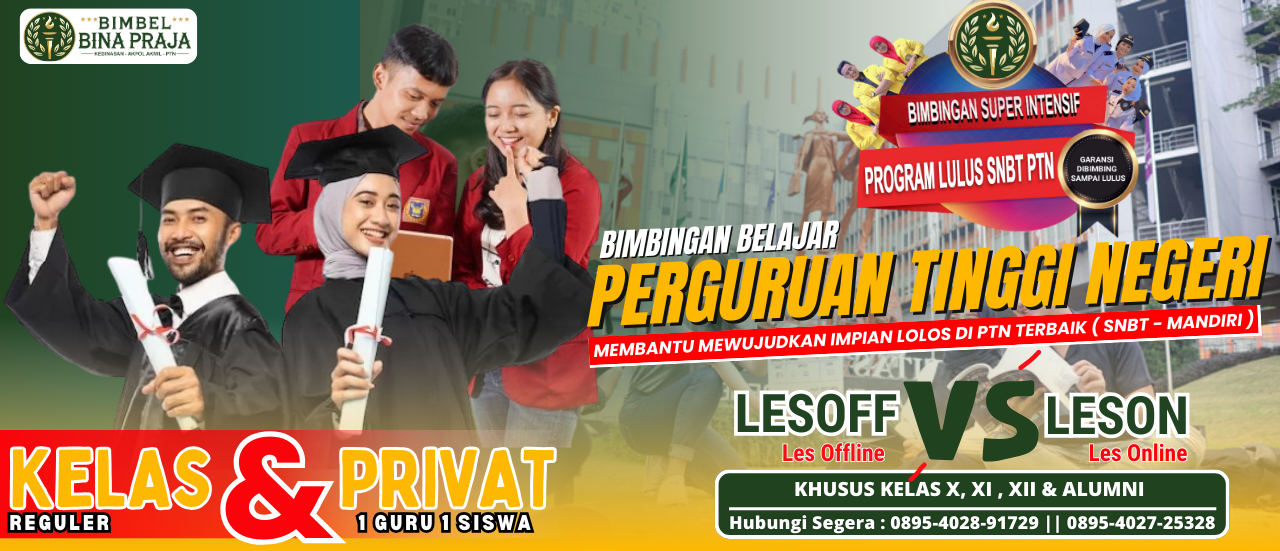 BIMBEL
BINA PRAJA
KEDINASAN - AKPOL AKMIL - PTN
BIMBINGAN SUPER INTENSIF
PROGRAM LULUS SNBT PTN
GARANSI
DIBIMBING
SAMPAI LULUS
BIMBINGAN BELAJAR
PERGURUAN TINGGI NEGERI
MEMBANTU MEWUJUDKAN IMPIAN LOLOS DI PTN TERBAIK ( SNBT - MANDIRI )
LESOFF VS LESON
Les Offline
Les Online
KELAS & PRIVAT
REGULER
1 GURU 1 SISWA
KHUSUS KELAS X, XI , XII & ALUMNI
Hubungi Segera : 0895-4028-91729 || 0895-4027-25328